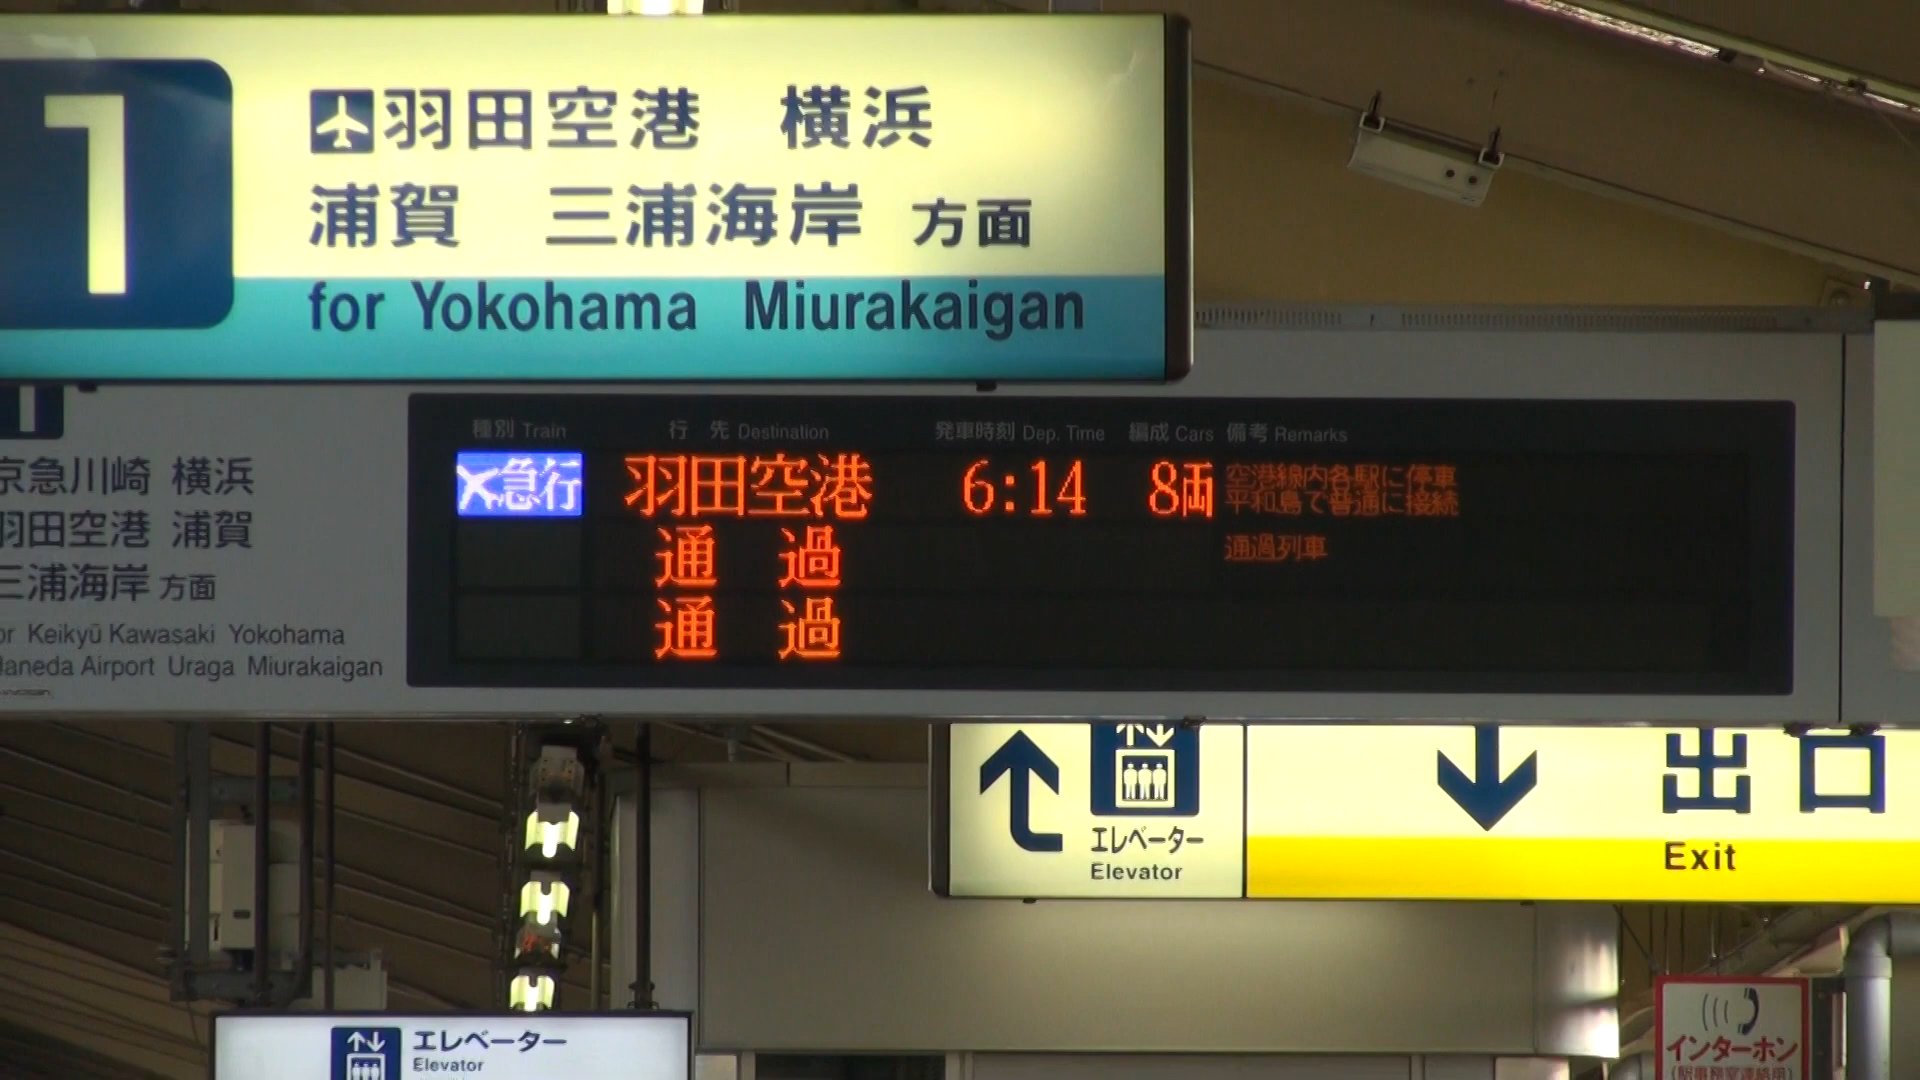 1
羽田空港 横浜
浦賀 三浦海岸 方面
for Yokohama Miurakaigan
京急川崎 横浜
羽田空港 浦賀
三浦海岸 方面
Keikyū Kawasaki Yokohama
Airport Uraga Miurakaigan
種別 Train 行先 Destination 発車時刻 Dep. Time 編成 Cars 備考 Remarks
急行 羽田空港 6:14 8両 空港線内各駅に停車
平和島で普通に接続
通過 通過列車
通過
エレベーター
Elevator
出口
Exit
エレベーター
Elevator
インターホン